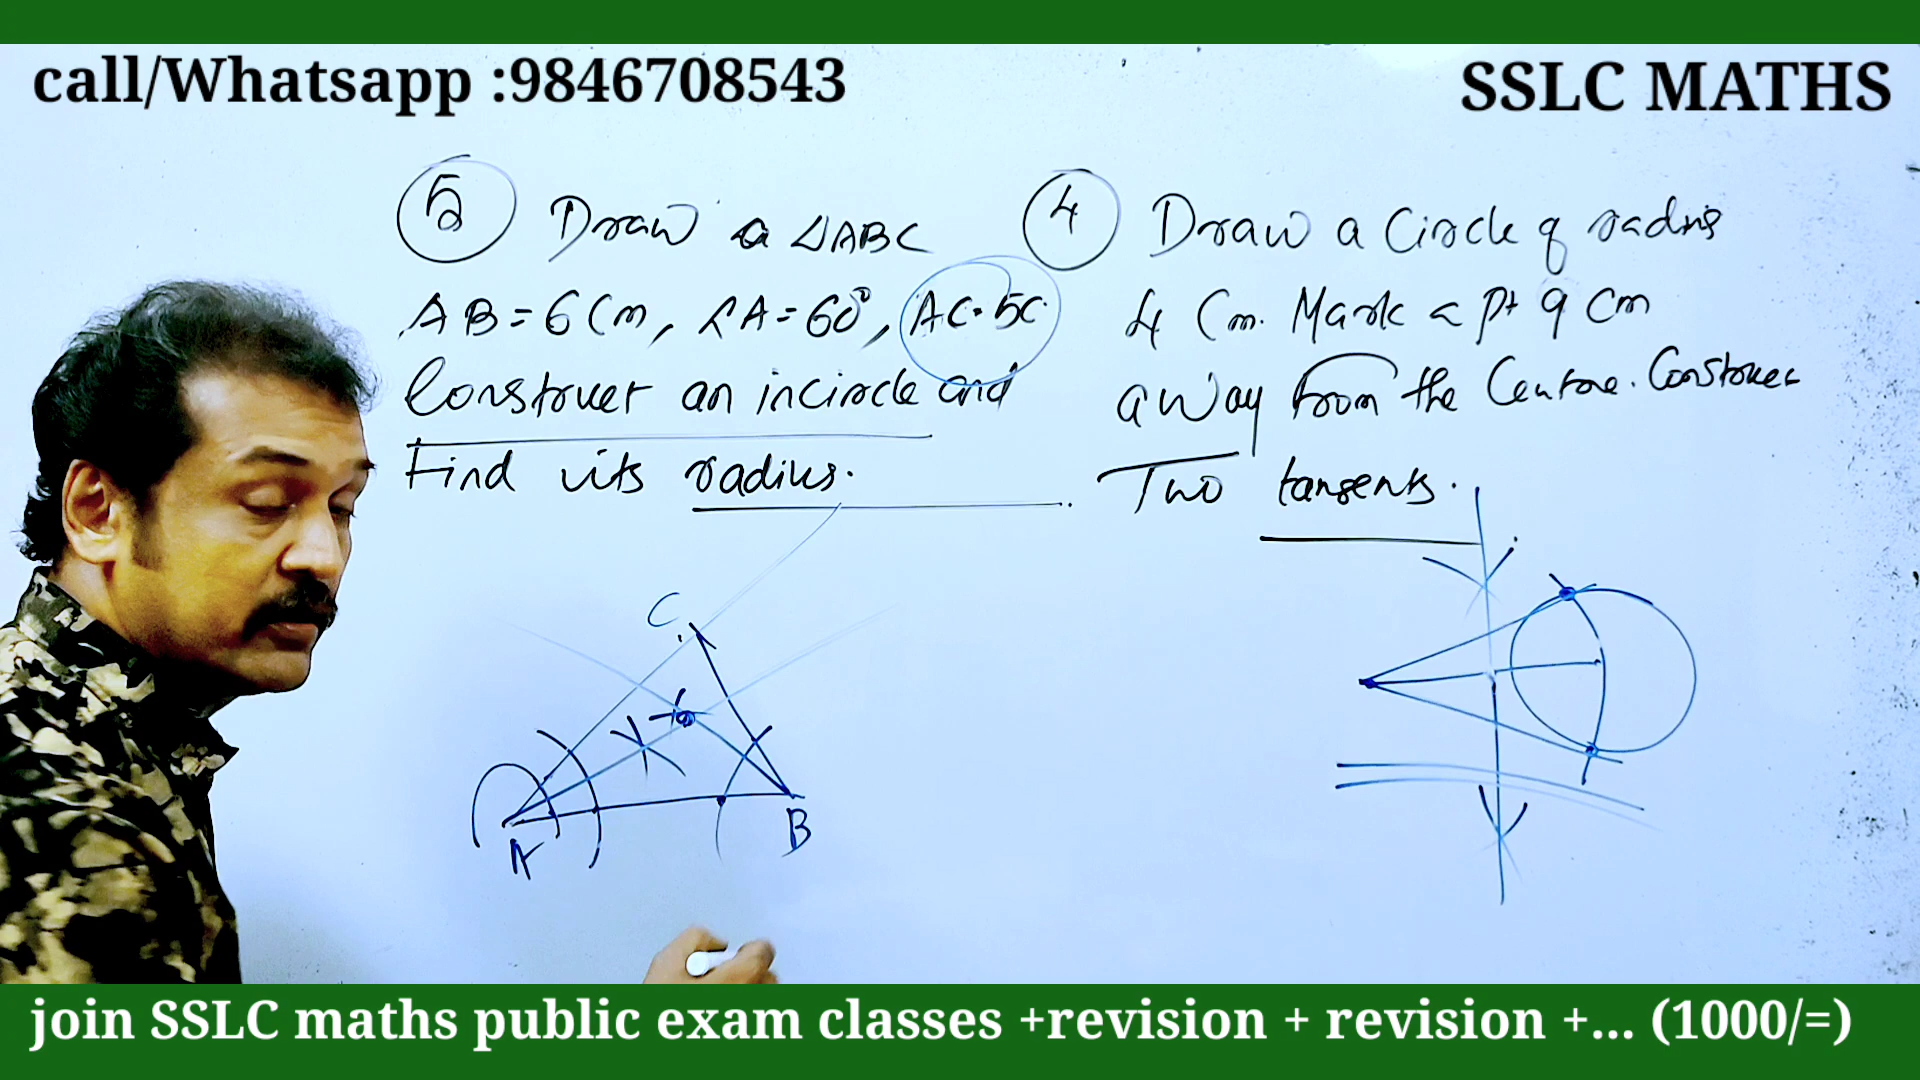 call/Whatsapp :9846708543
SSLC MATHS
5 Draw a △ABC
AB = 6 Cm, ∠A = 60°, AC = 5C
Construct an incircle and
Find its radius.
4 Draw a Circle of radius
4 Cm. Mark a pt 9 Cm
away from the Centre. Construct
Two tangents.
C
A
B
join SSLC maths public exam classes +revision + revision +... (1000/=)